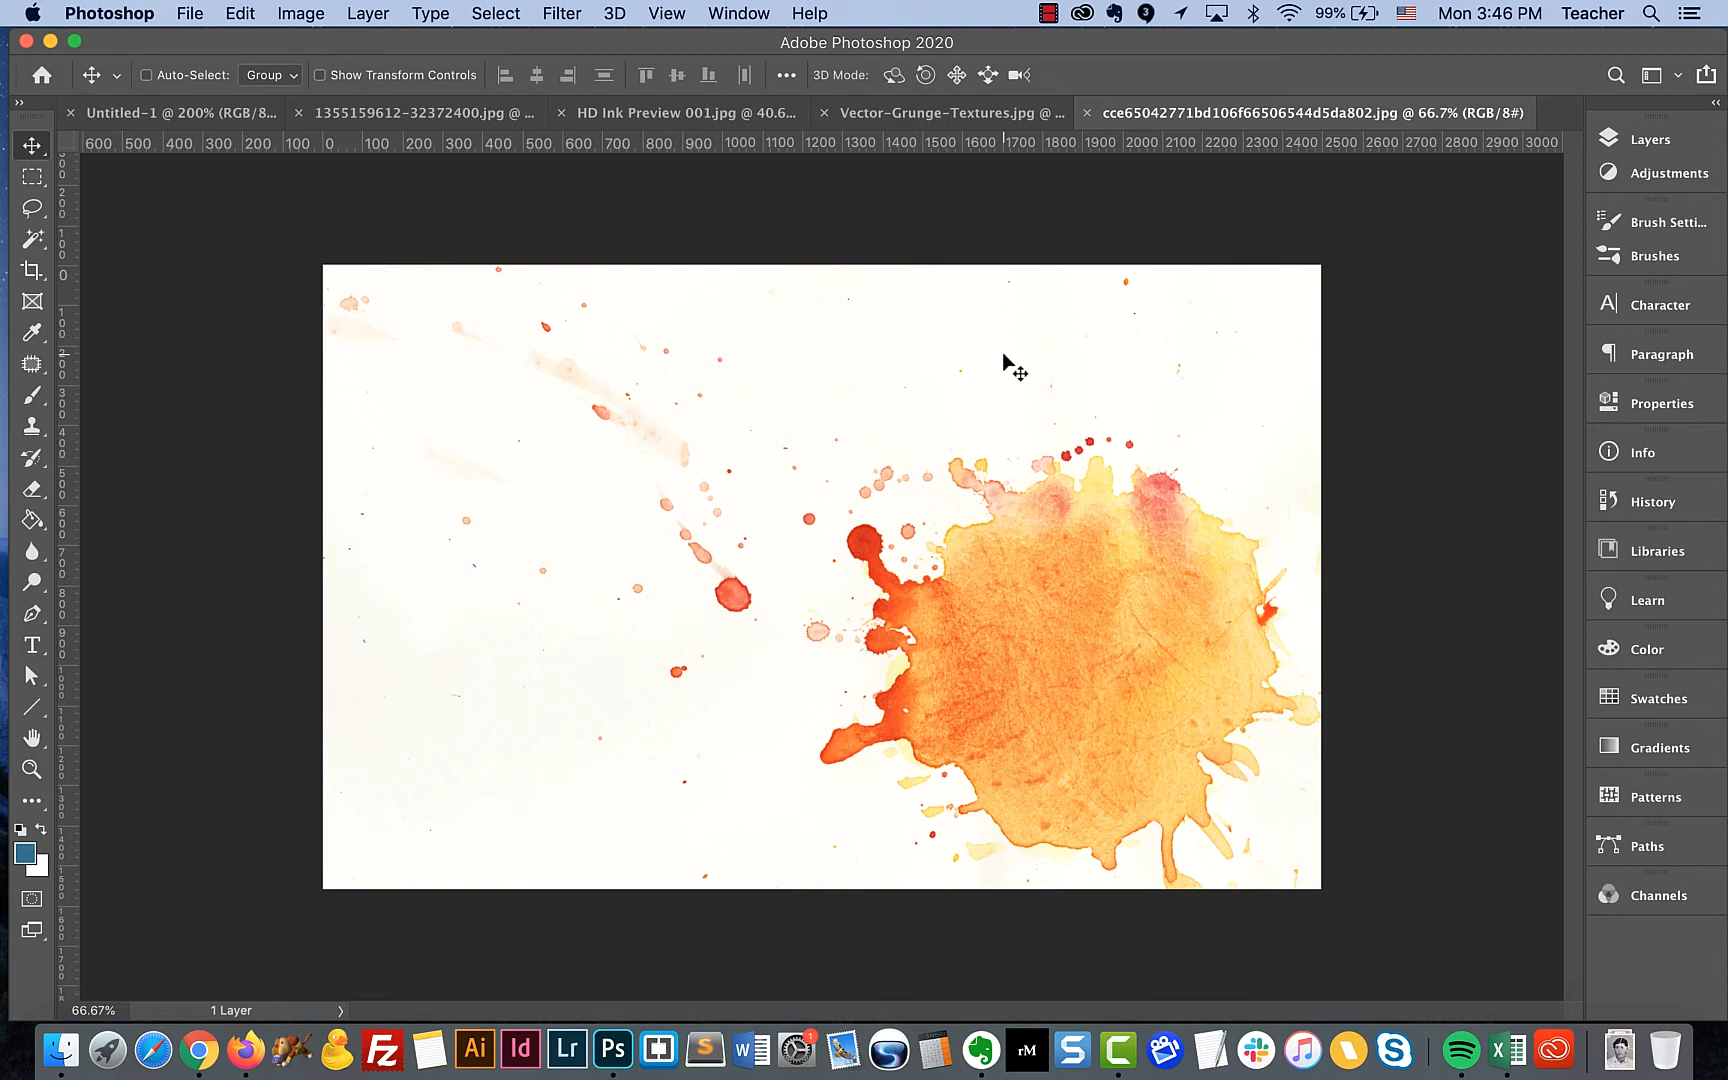 Photoshop File Edit Image Layer Type Select Filter 3D View Window Help 99% Mon 3:46 PM Teacher
Adobe Photoshop 2020
Auto-Select: Group Show Transform Controls 3D Mode:
Untitled-1 @ 200% (RGB/8... 1355159612-32372400.jpg @ ... HD Ink Preview 001.jpg @ 40.6... Vector-Grunge-Textures.jpg @ ... cce65042771bd106f66506544d5da802.jpg @ 66.7% (RGB/8#)
600 500 400 300 200 100 0 100 200 300 400 500 600 700 800 900 1000 1100 1200 1300 1400 1500 1600 1700 1800 1900 2000 2100 2200 2300 2400 2500 2600 2700 2800 2900 3000
Layers
Adjustments
Brush Setti...
Brushes
Character
Paragraph
Properties
Info
History
Libraries
Learn
Color
Swatches
Gradients
Patterns
Paths
Channels
66.67% 1 Layer
Fz Ai Id Lr Ps S W 1 rM S C S X